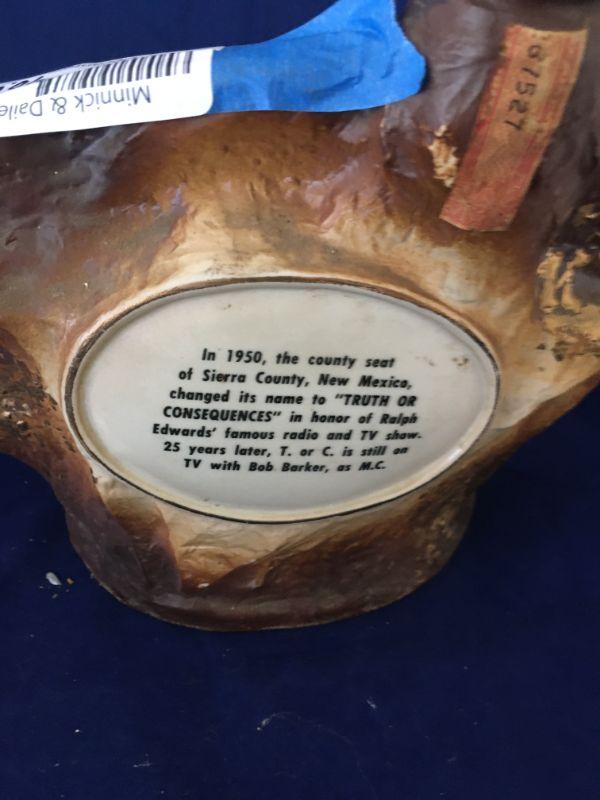 Minnick & Daile
87527
In 1950, the county seat
of Sierra County, New Mexico,
changed its name to "TRUTH OR
CONSEQUENCES" in honor of Ralph
Edwards' famous radio and TV show.
25 years later, T. or C. is still on
TV with Bob Barker, as M.C.